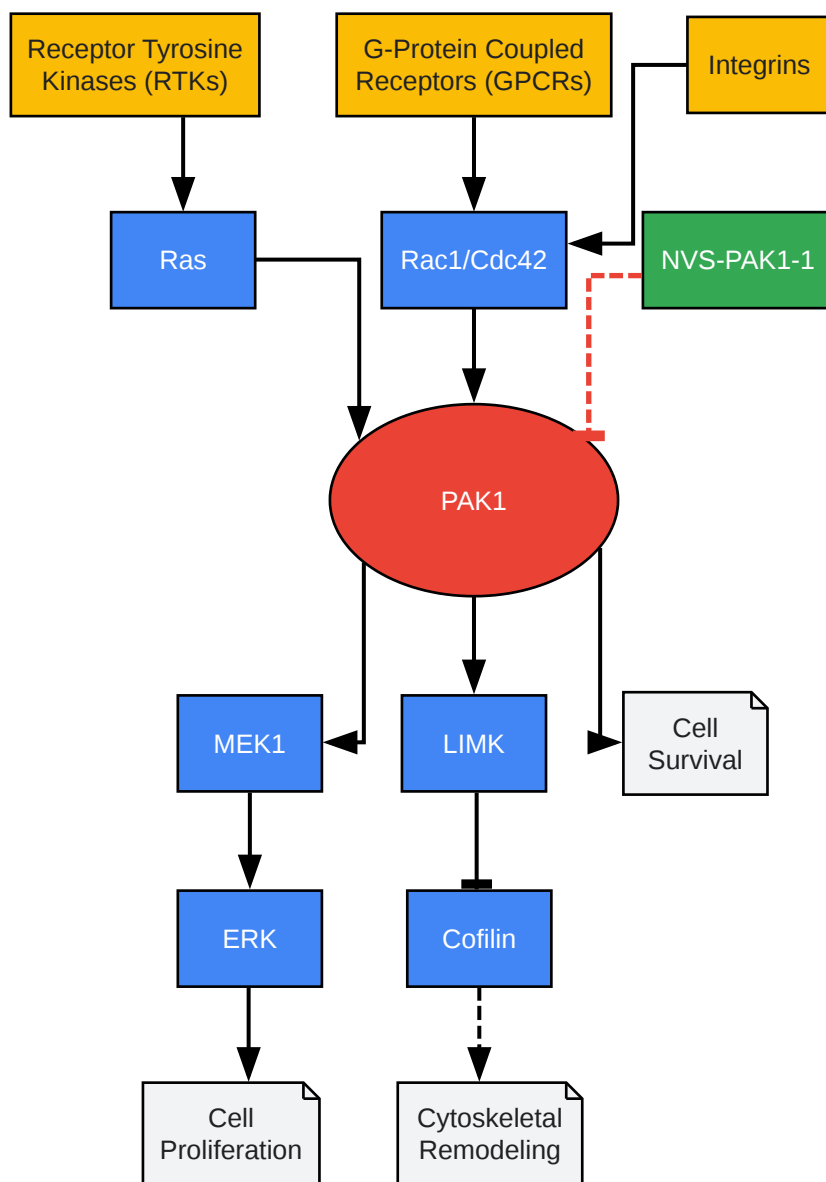 Receptor Tyrosine
Kinases (RTKs)
G-Protein Coupled
Receptors (GPCRs)
Integrins
Ras
Rac1/Cdc42
NVS-PAK1-1
PAK1
MEK1
LIMK
Cell
Survival
ERK
Cofilin
Cell
Proliferation
Cytoskeletal
Remodeling